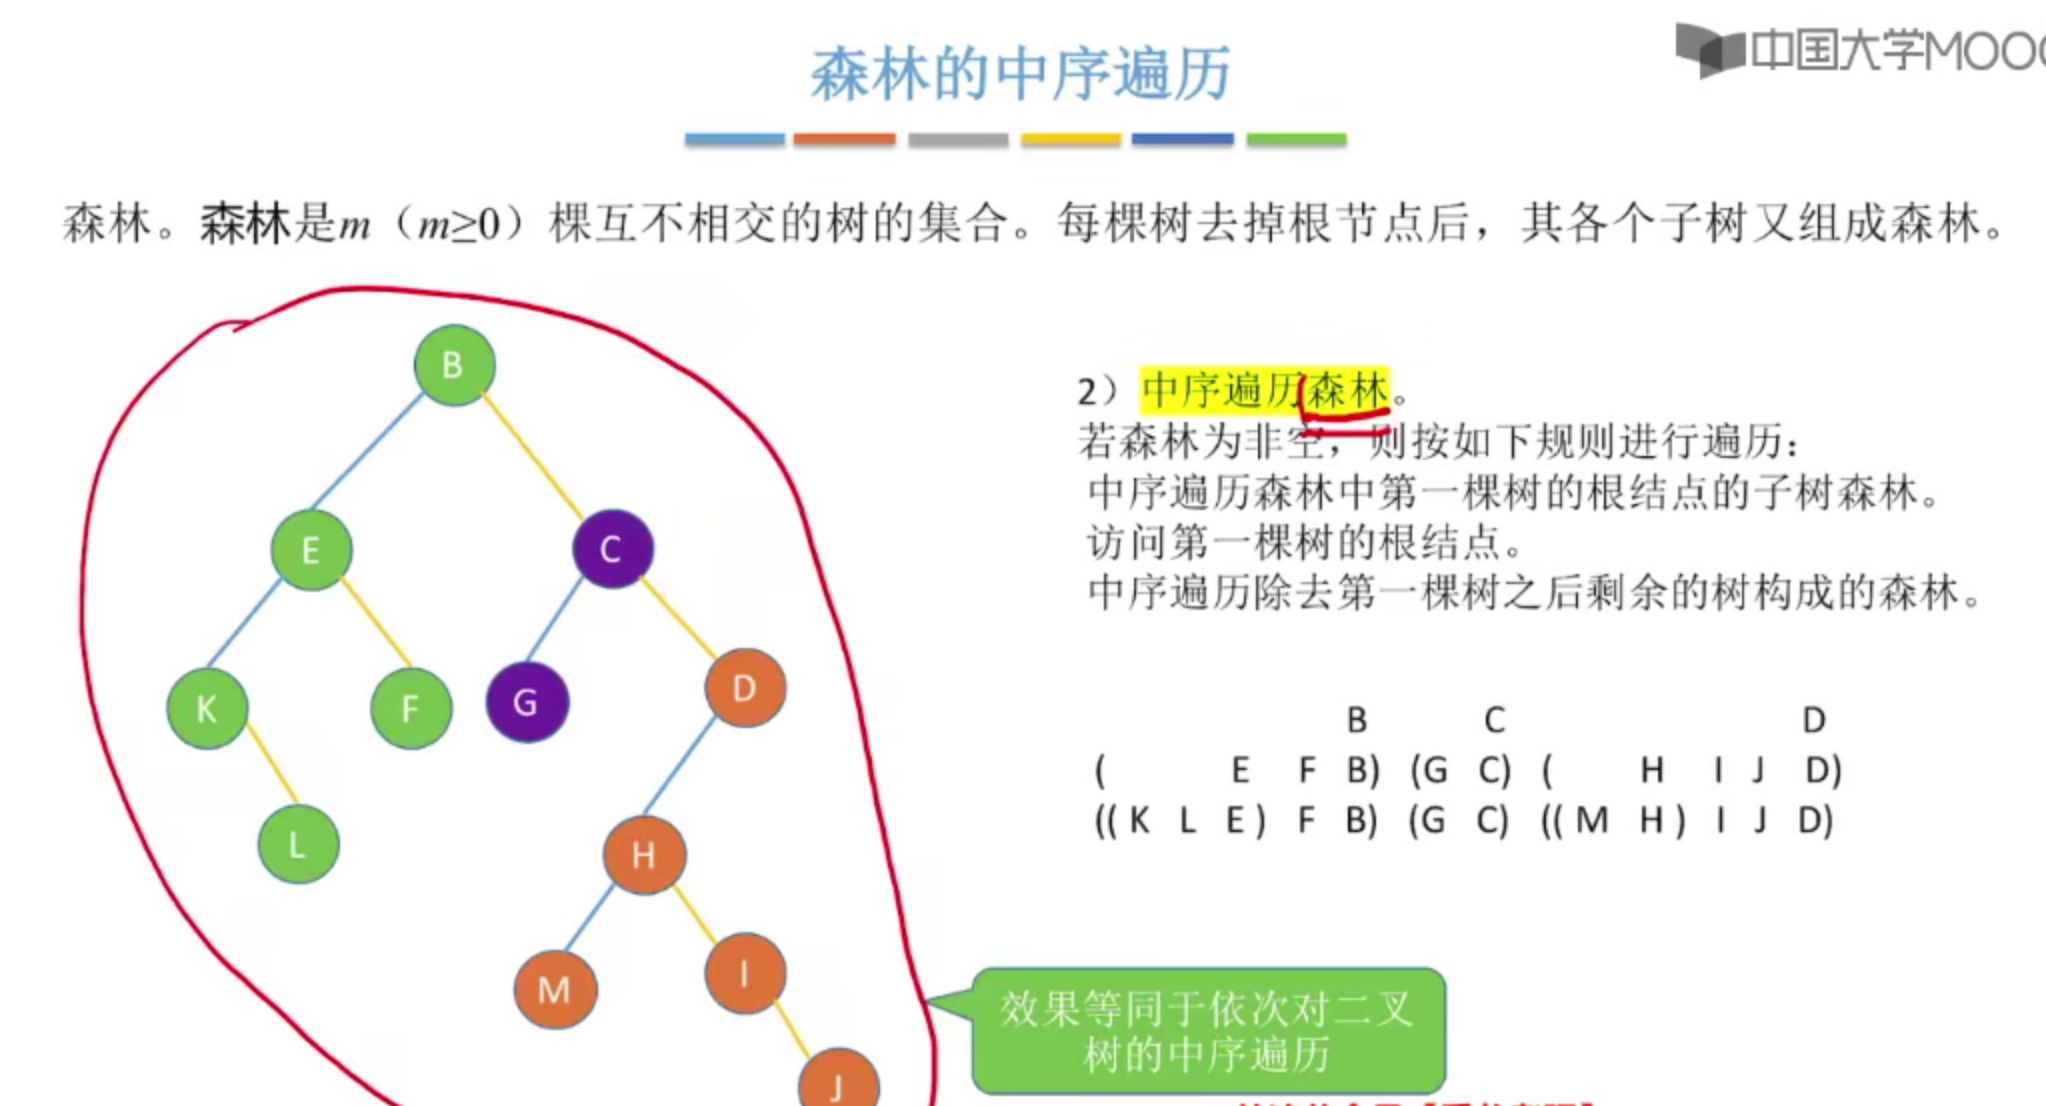 中国大学MOOC
森林的中序遍历
森林。森林是m（m≥0）棵互不相交的树的集合。每棵树去掉根节点后，其各个子树又组成森林。
B
E
C
K
F
G
D
L
H
M
I
J
2）中序遍历森林。
若森林为非空，则按如下规则进行遍历：
中序遍历森林中第一棵树的根结点的子树森林。
访问第一棵树的根结点。
中序遍历除去第一棵树之后剩余的树构成的森林。
B C D
( E F B) (G C) ( H I J D)
(( K L E ) F B) (G C) (( M H ) I J D)
效果等同于依次对二叉
树的中序遍历